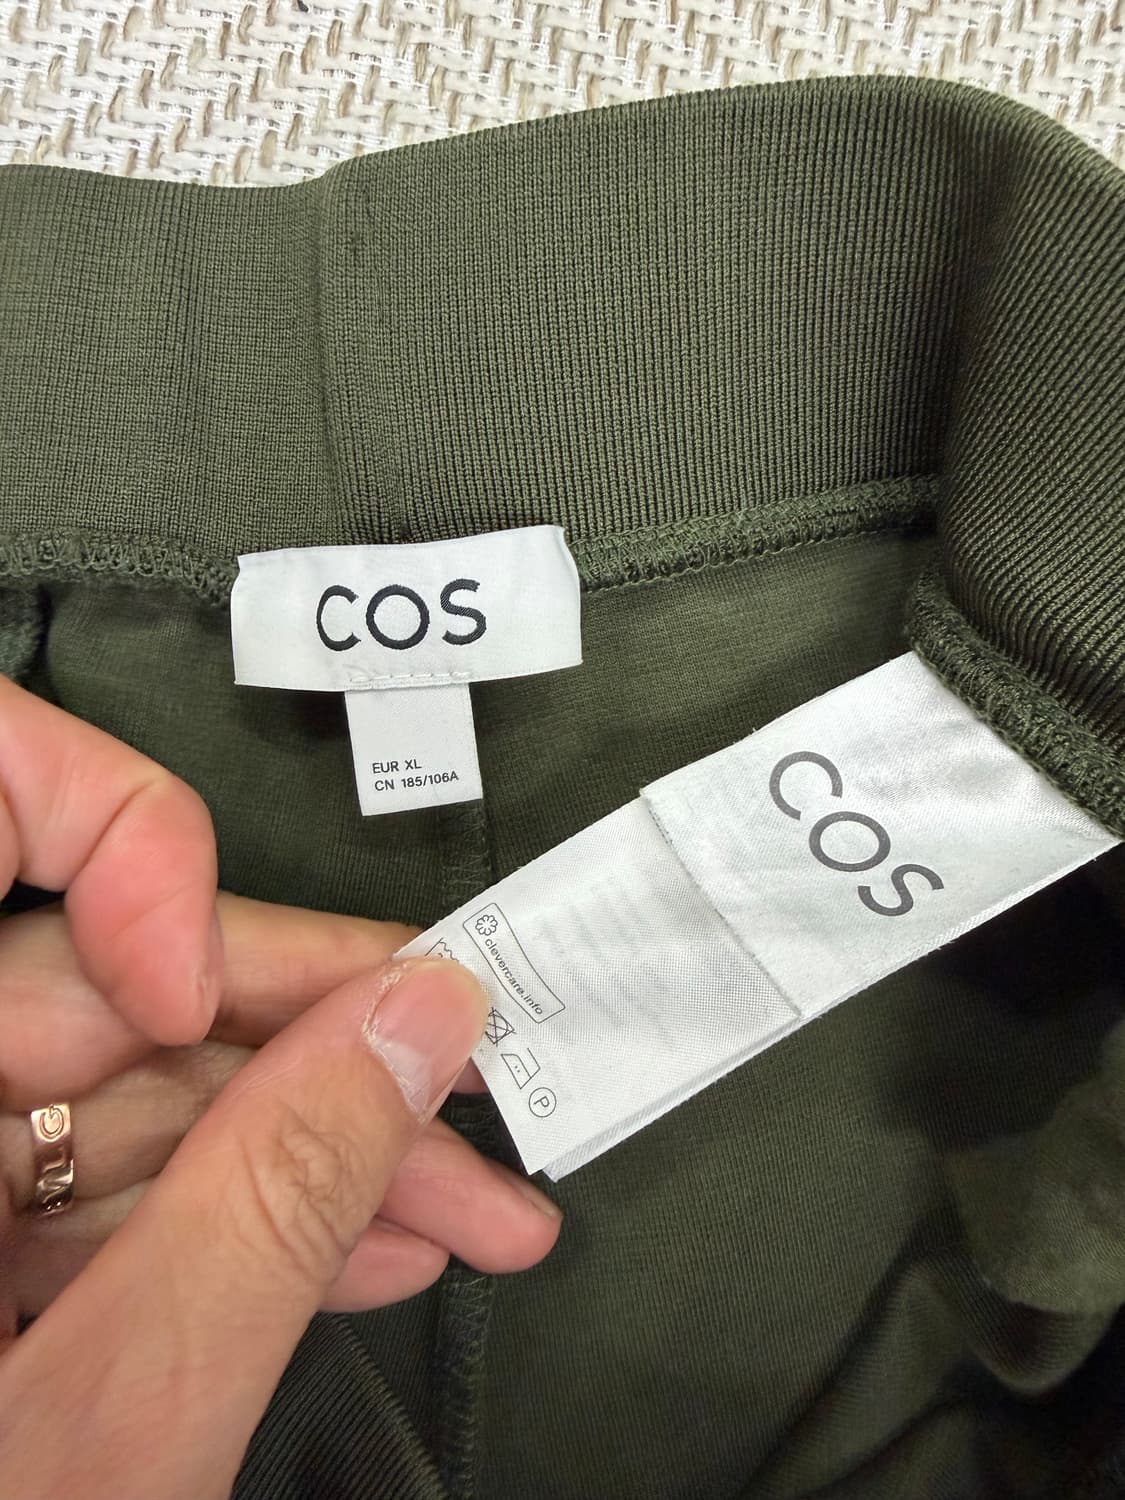 COS
EUR XL
CN 185/106A
COS
clevercare.info
P